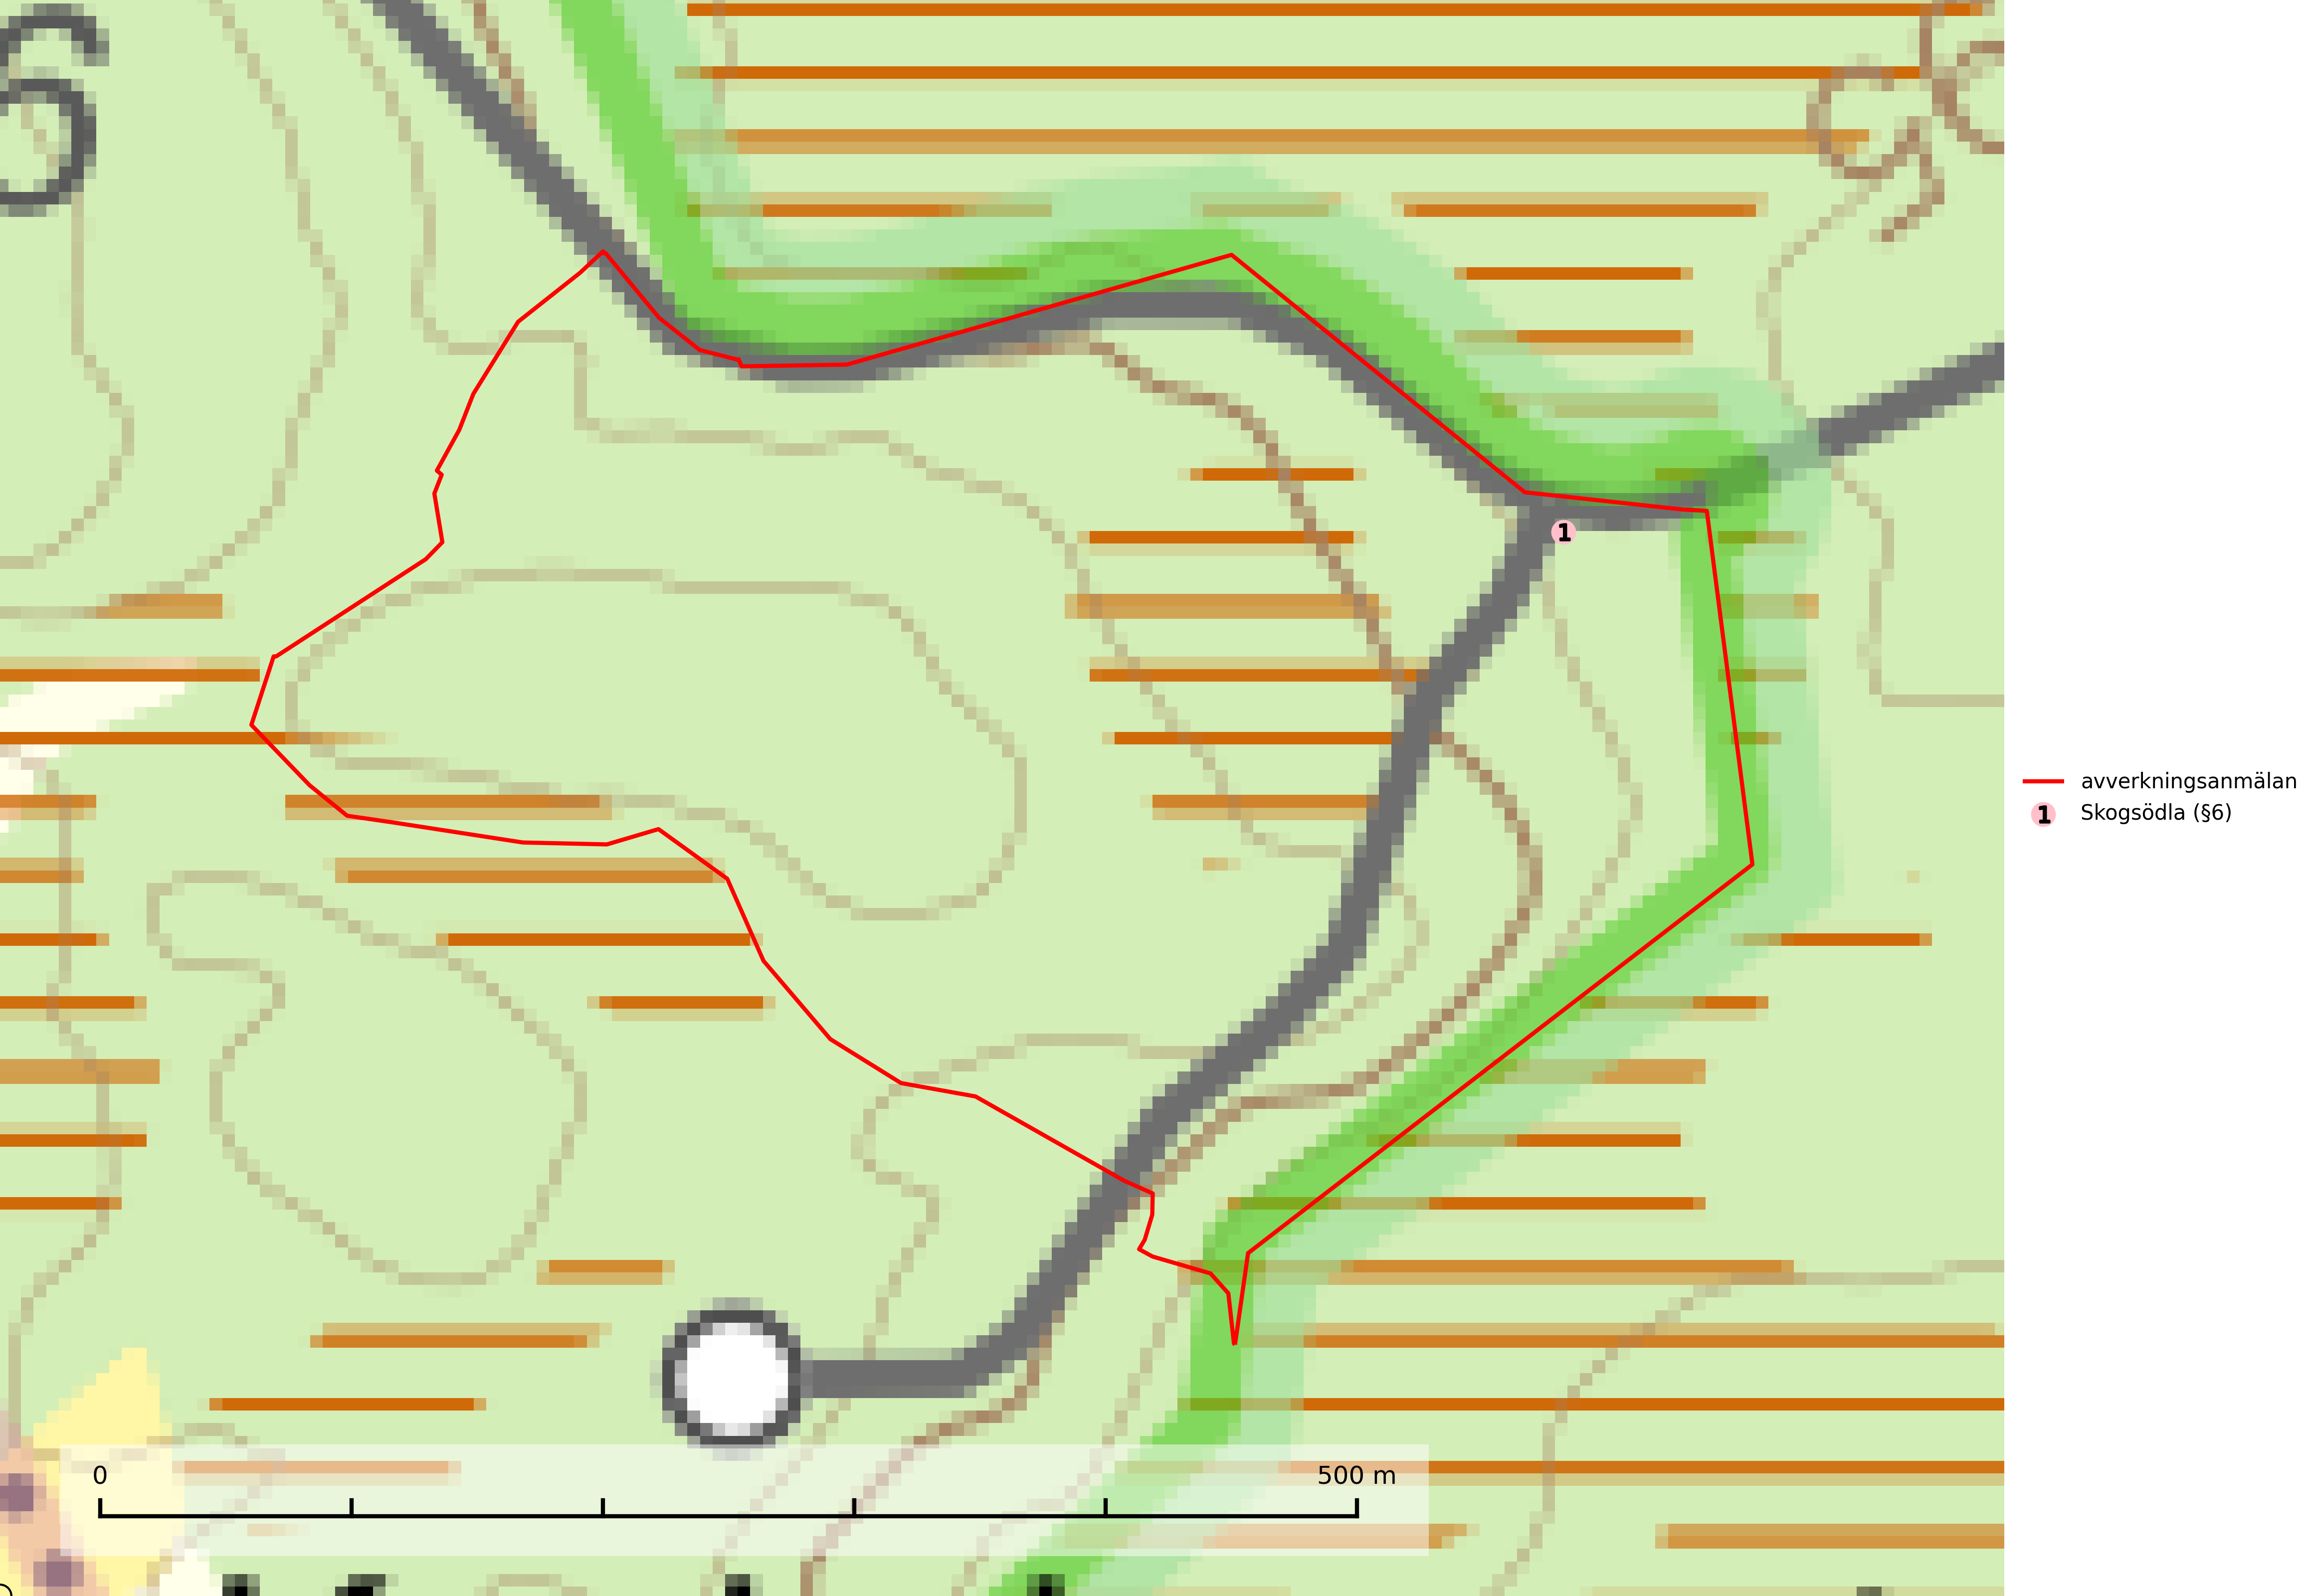 1
avverkningsanmälan
1 Skogsödla (§6)
0 500 m